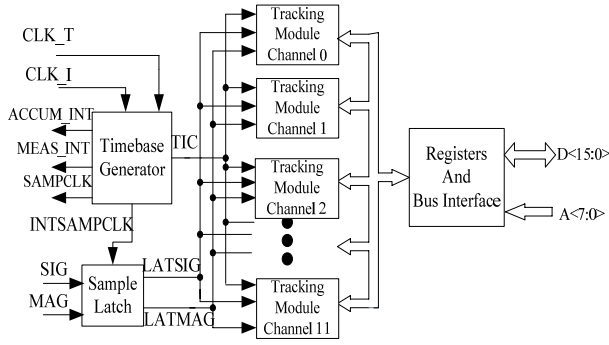 CLK_T
CLK_I
ACCUM_INT
MEAS_INT
SAMPCLK
Timebase
Generator
TIC
INTSAMPCLK
SIG
MAG
Sample
Latch
LATSIG
LATMAG
Tracking
Module
Channel 0
Tracking
Module
Channel 1
Tracking
Module
Channel 2
Tracking
Module
Channel 11
Registers
And
Bus Interface
D<15:0>
A<7:0>